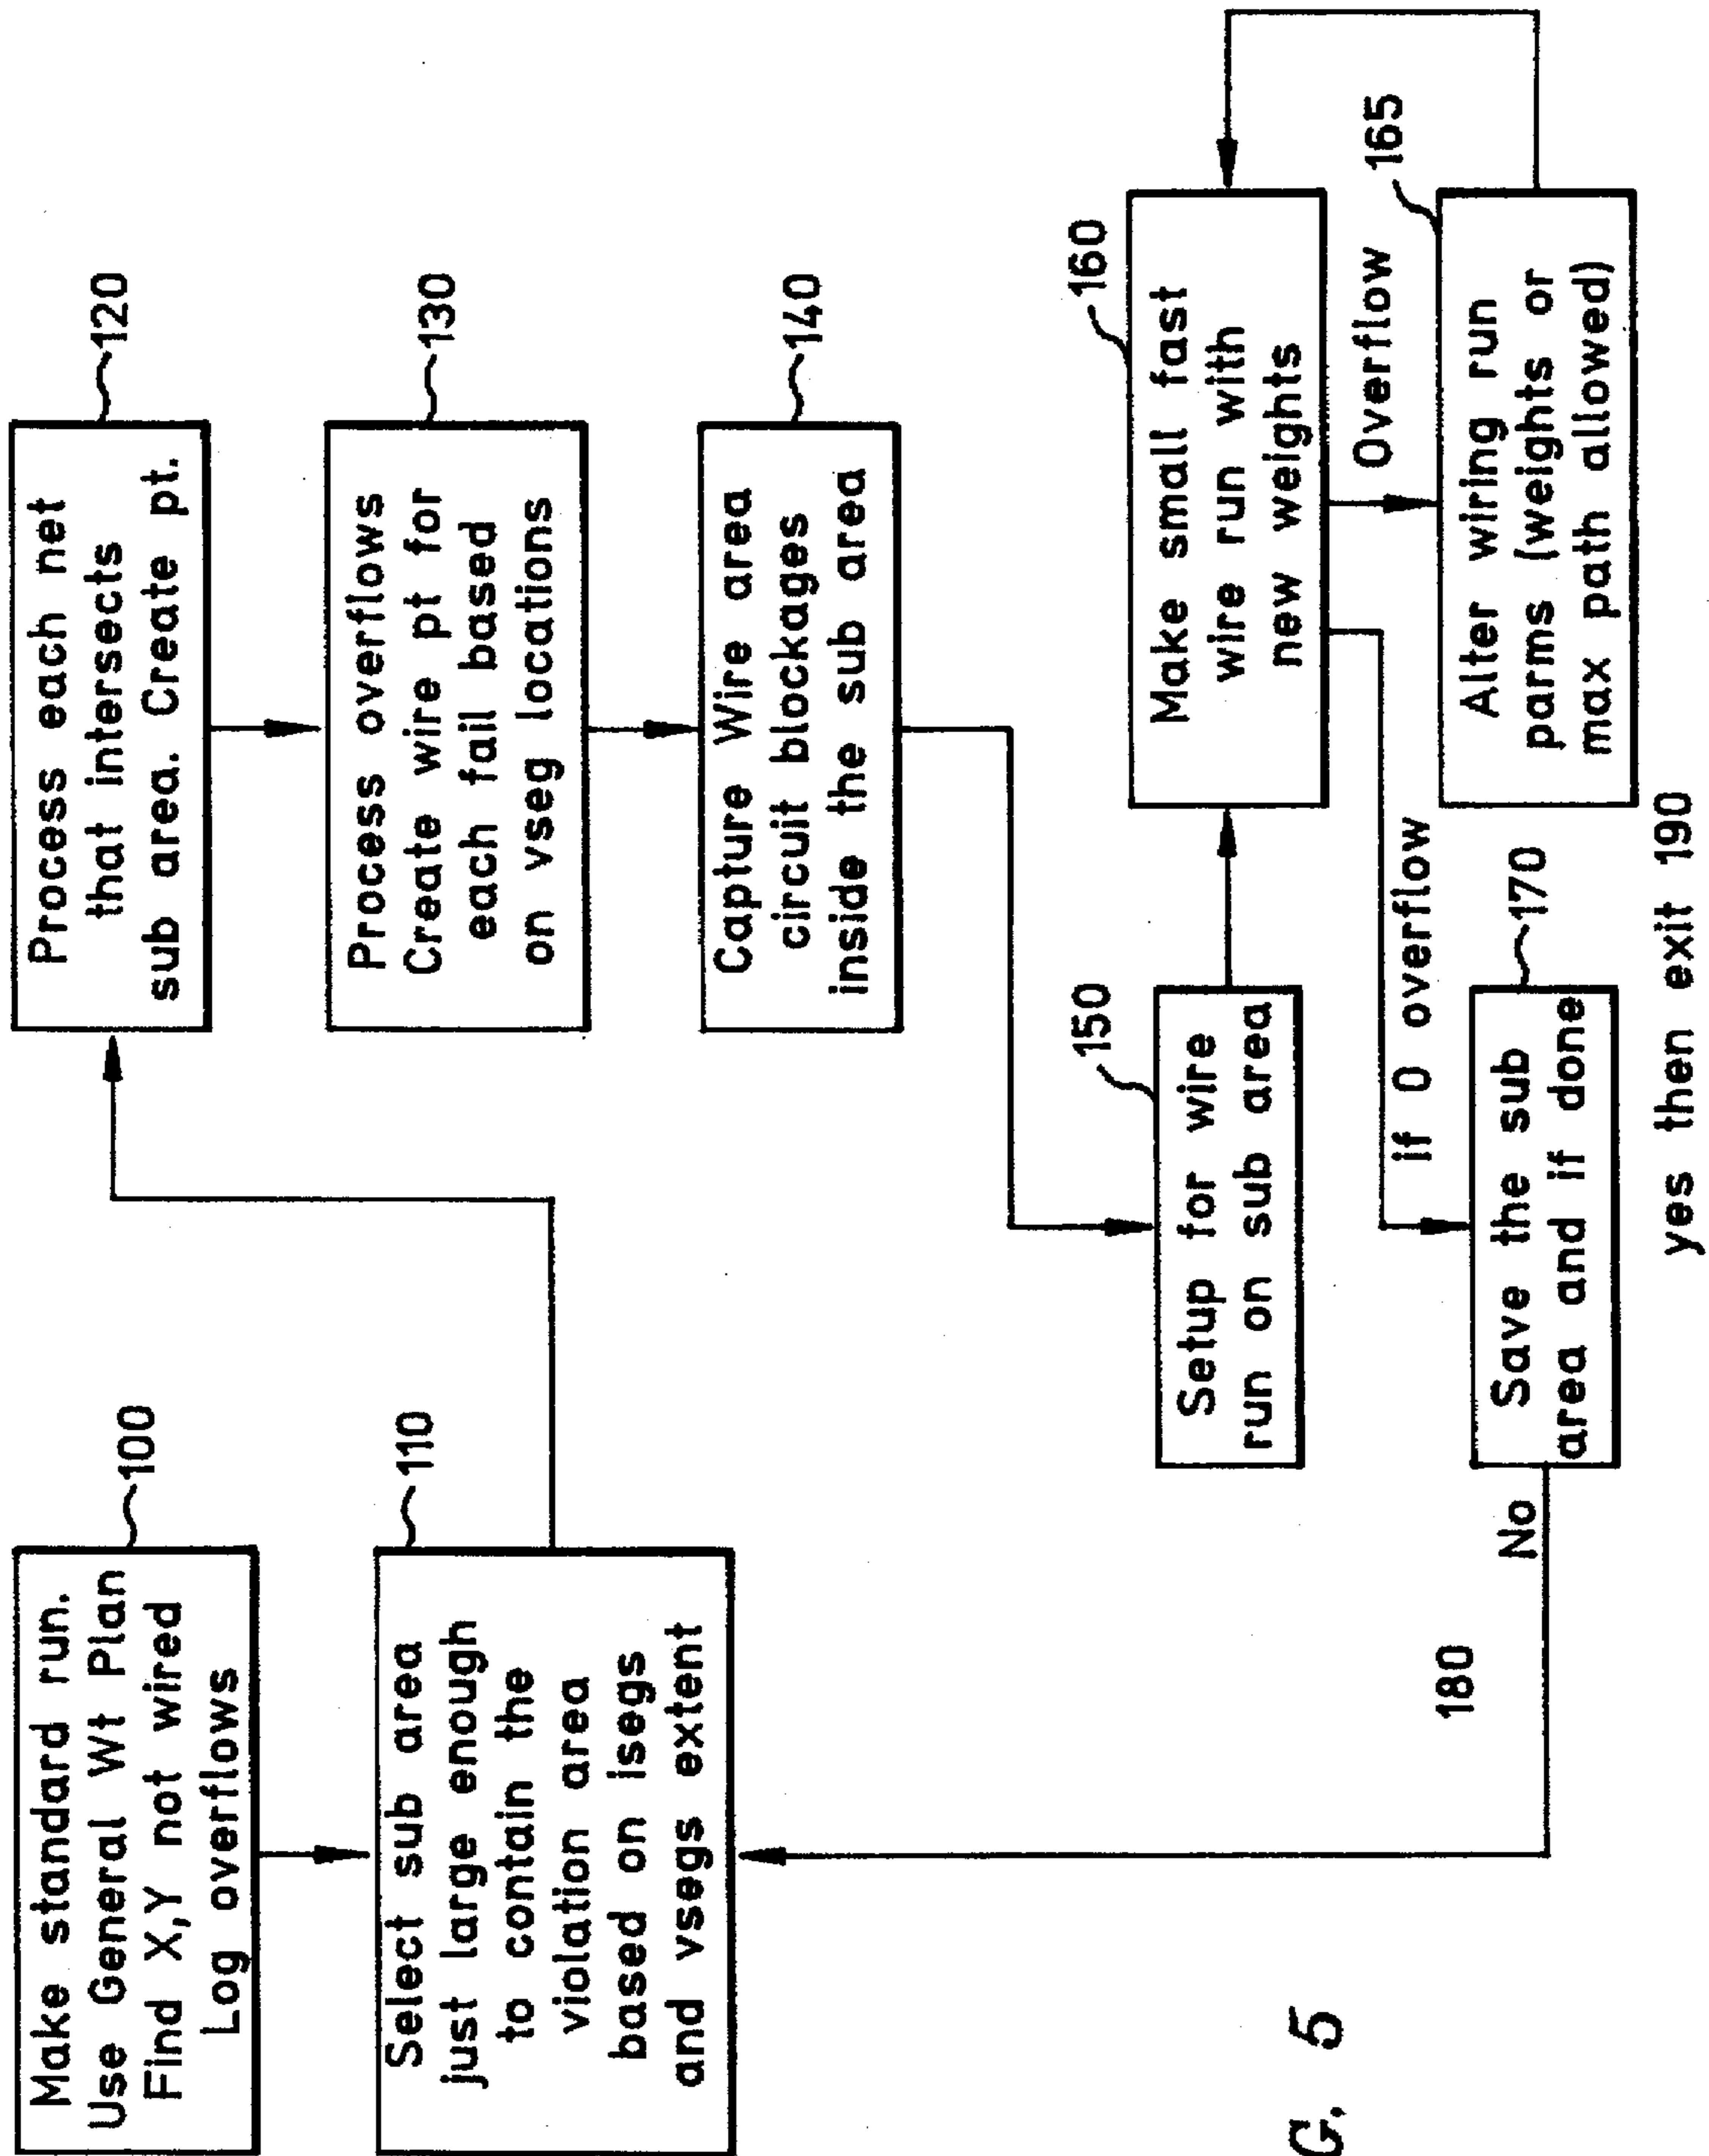 Make standard run.
Use General Wt Plan
Find X,Y not wired
Log overflows
100
Select sub area
just large enough
to contain the
violation area
based on isegs
and vsegs extent
110
Process each net
that intersects
sub area. Create pt.
120
Process overflows
Create wire pt for
each fail based
on vseg locations
130
Capture Wire area
circuit blockages
inside the sub area
140
Setup for wire
run on sub area
150
Make small fast
wire run with
new weights
160
Overflow
Alter wiring run
parms (weights or
max path allowed)
165
if 0 overflow
Save the sub
area and if done
170
yes then exit 190
No
180
G. 5